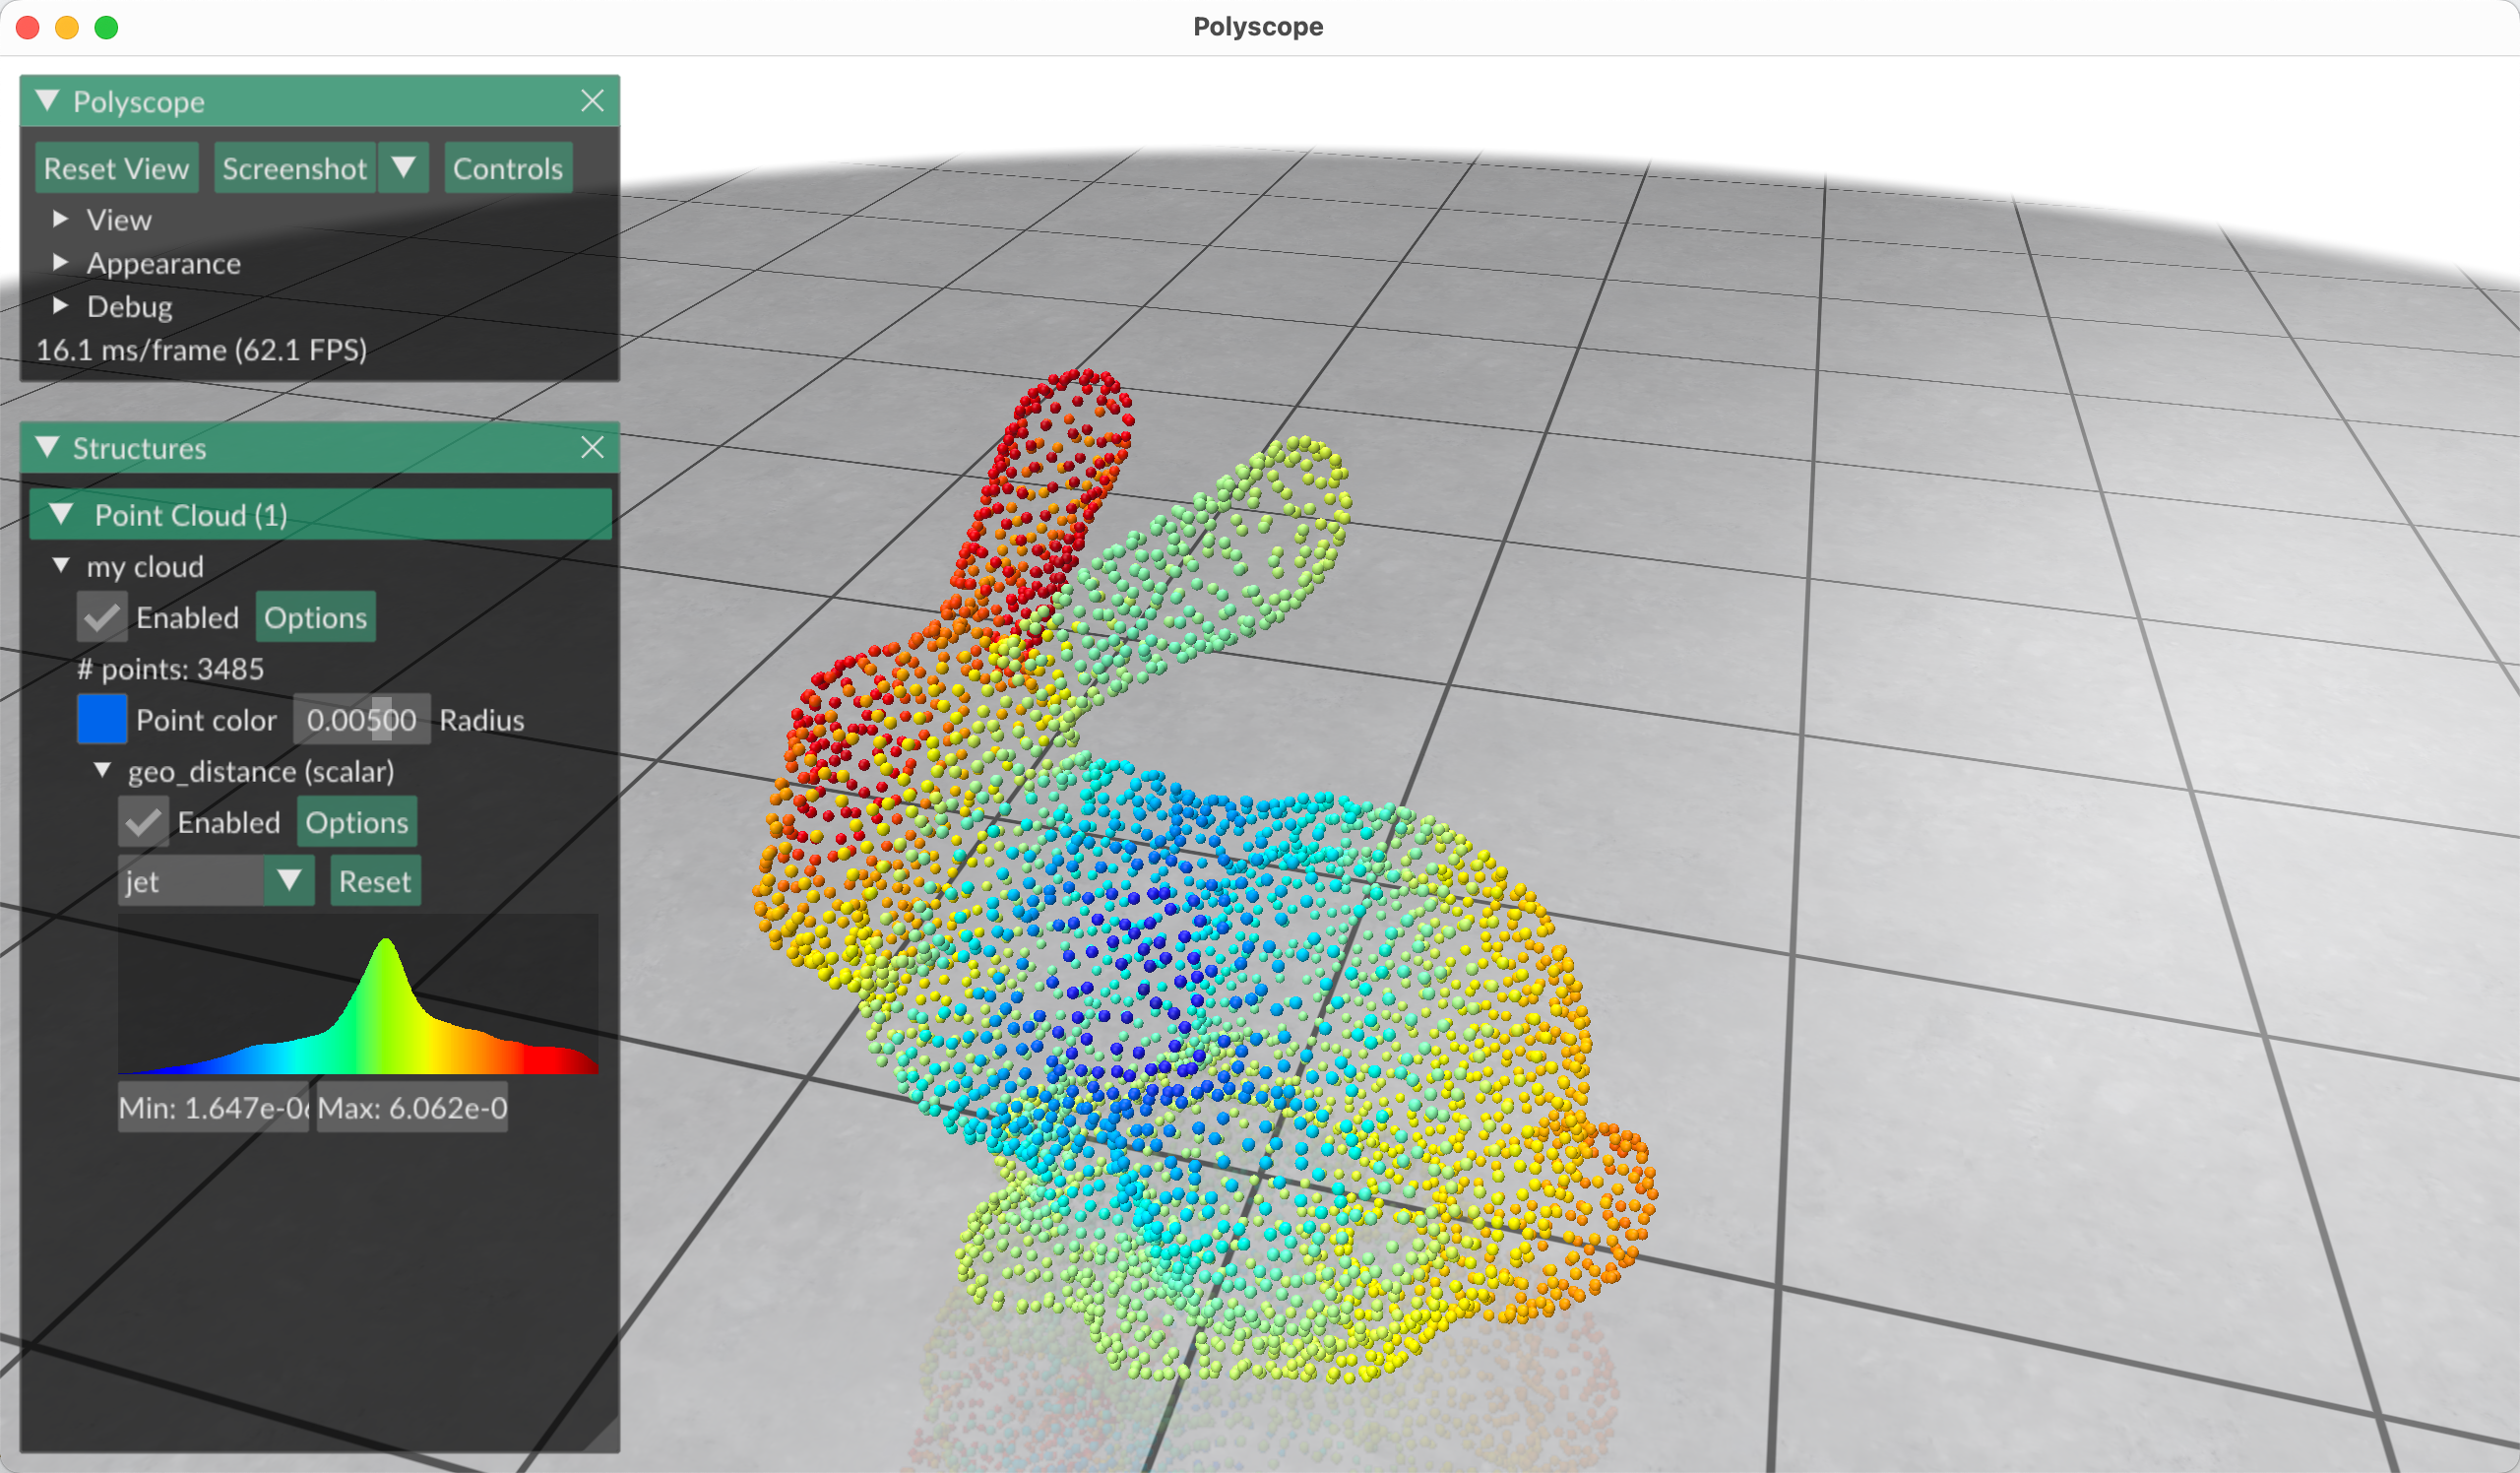 Polyscope
Polyscope
Reset View Screenshot Controls
View
Appearance
Debug
16.1 ms/frame (62.1 FPS)
Structures
Point Cloud (1)
my cloud
Enabled Options
# points: 3485
Point color 0.00500 Radius
geo_distance (scalar)
Enabled Options
jet Reset
Min: 1.647e-0 Max: 6.062e-0